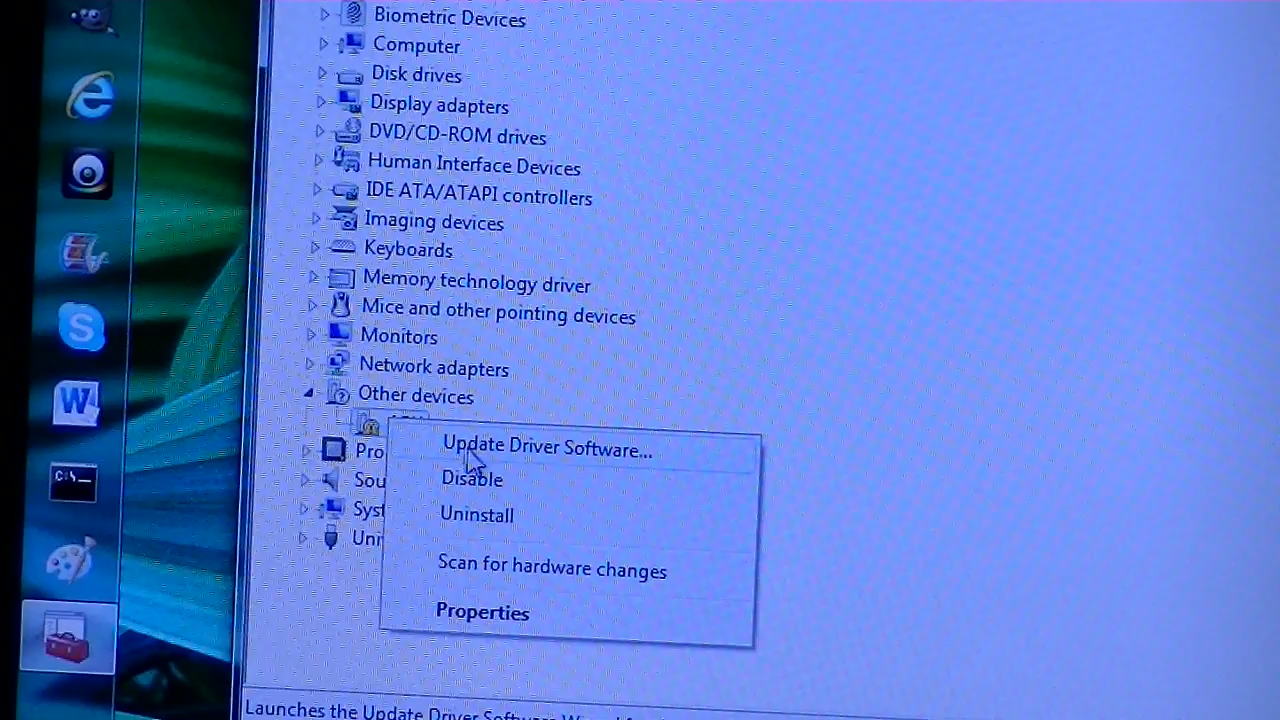 Biometric Devices
Computer
Disk drives
Display adapters
DVD/CD-ROM drives
Human Interface Devices
IDE ATA/ATAPI controllers
Imaging devices
Keyboards
Memory technology driver
Mice and other pointing devices
Monitors
Network adapters
Other devices
Pro
Sou
Syst
Uni
Update Driver Software...
Disable
Uninstall
Scan for hardware changes
Properties
C:\_
W
S
Launches the Update Driver Software